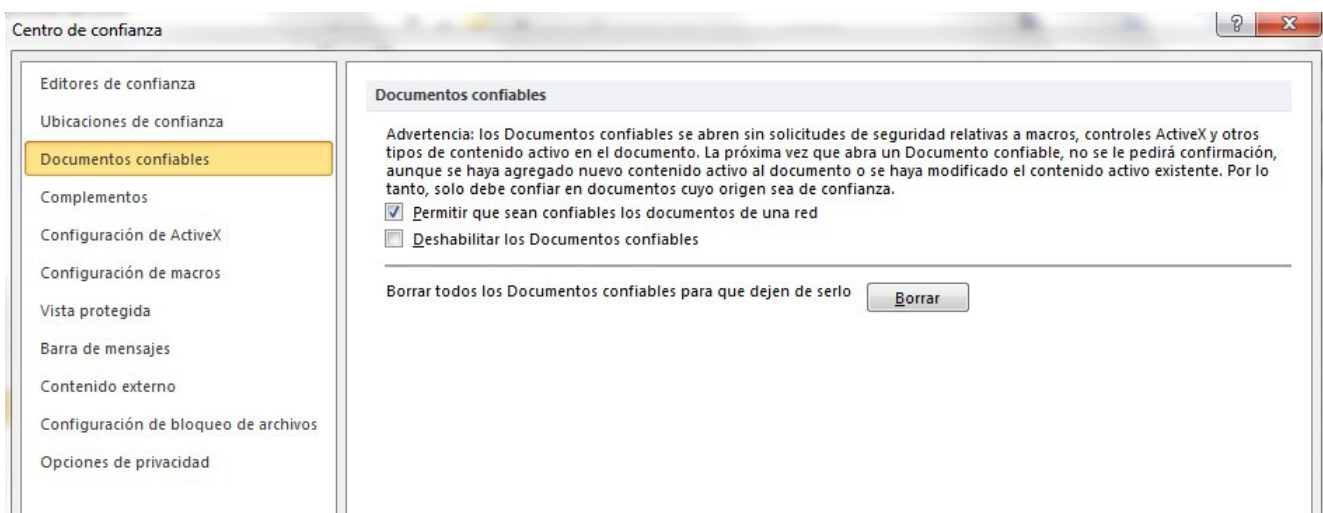 Centro de confianza
Editores de confianza
Ubicaciones de confianza
Documentos confiables
Complementos
Configuración de ActiveX
Configuración de macros
Vista protegida
Barra de mensajes
Contenido externo
Configuración de bloqueo de archivos
Opciones de privacidad
Documentos confiables
Advertencia: los Documentos confiables se abren sin solicitudes de seguridad relativas a macros, controles ActiveX y otros
tipos de contenido activo en el documento. La próxima vez que abra un Documento confiable, no se le pedirá confirmación,
aunque se haya agregado nuevo contenido activo al documento o se haya modificado el contenido activo existente. Por lo
tanto, solo debe confiar en documentos cuyo origen sea de confianza.
Permitir que sean confiables los documentos de una red
Deshabilitar los Documentos confiables
Borrar todos los Documentos confiables para que dejen de serlo
Borrar